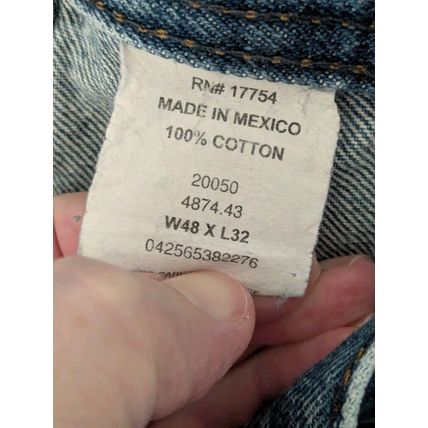 RN# 17754
MADE IN MEXICO
100% COTTON
20050
4874.43
W48 X L32
042565382276